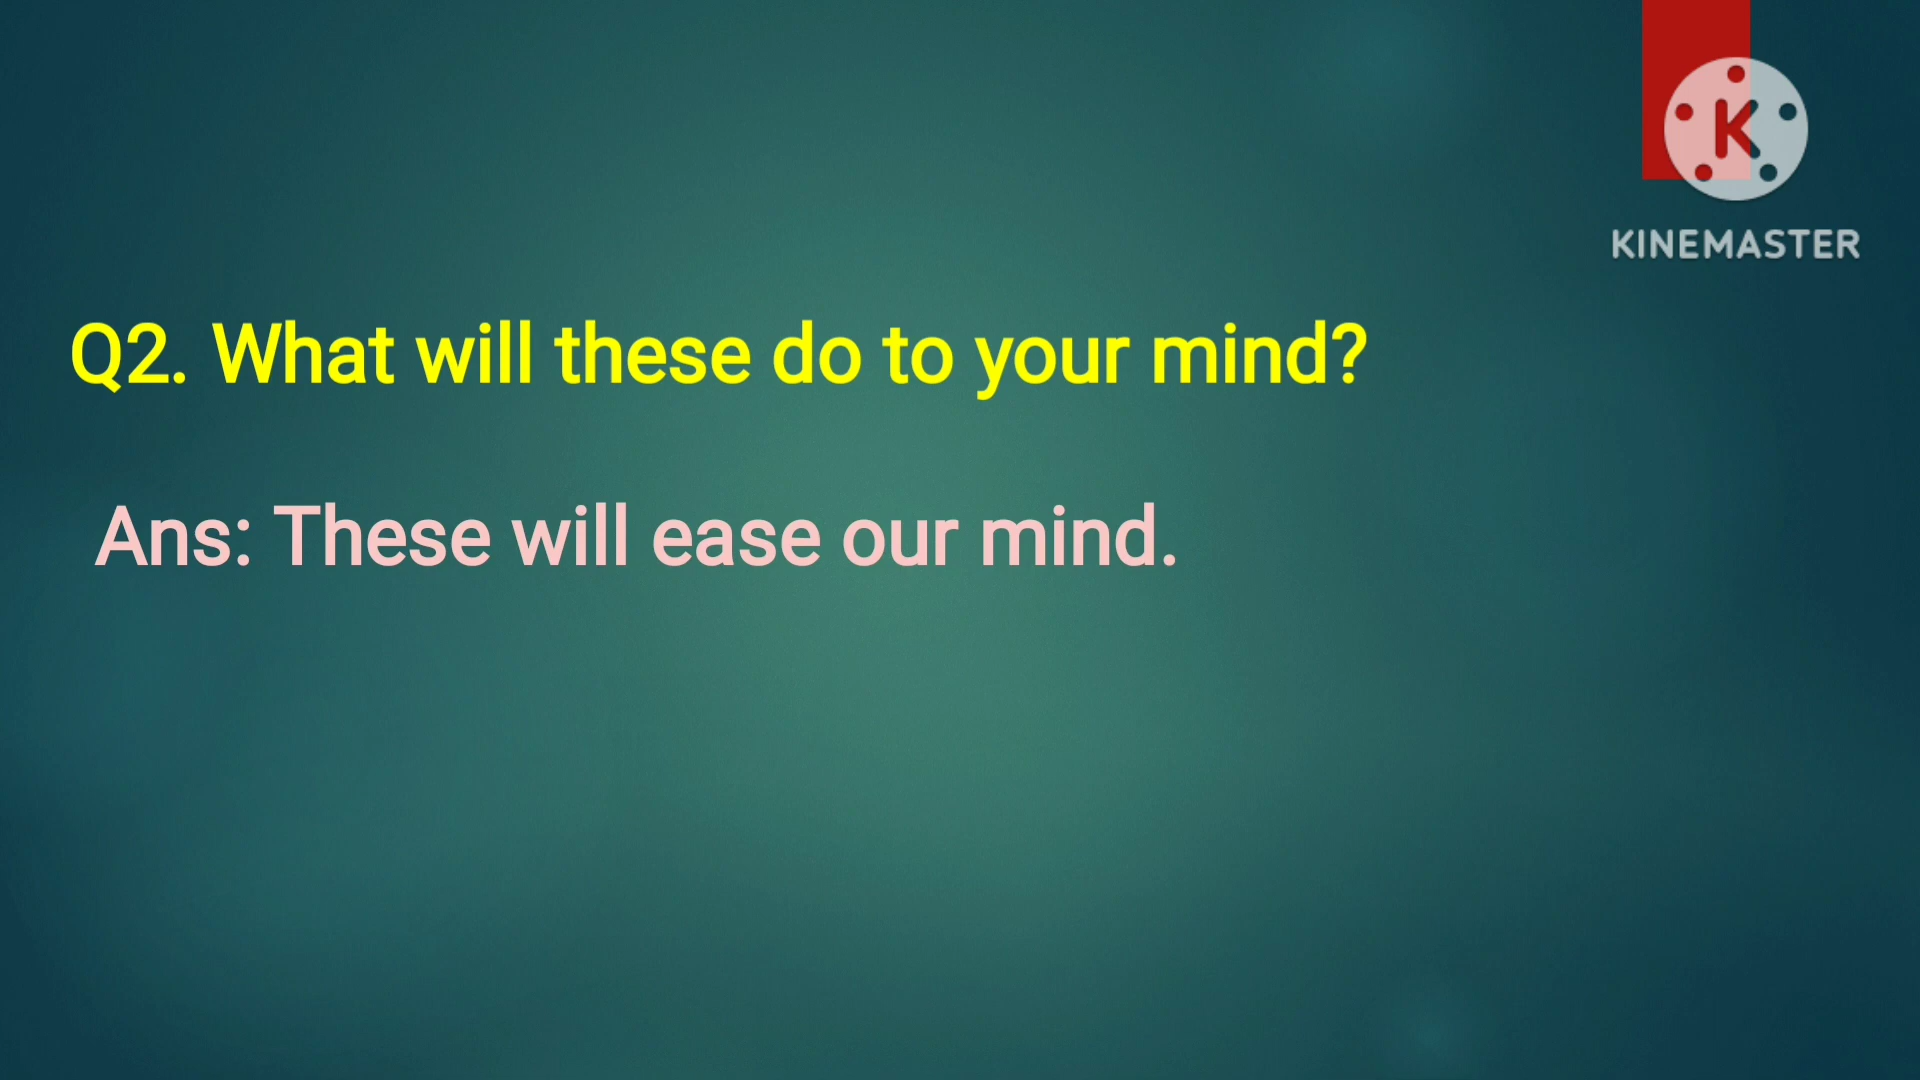 K
KINEMASTER
Q2. What will these do to your mind?
Ans: These will ease our mind.